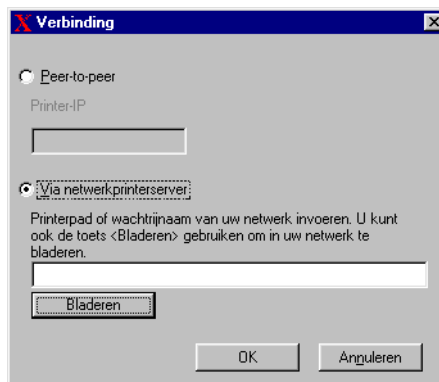 Verbinding
Peer-to-peer
Printer-IP
Via netwerkprinterserver
Printerpad of wachtrijnaam van uw netwerk invoeren. U kunt
ook de toets <Bladeren> gebruiken om in uw netwerk te
bladeren.
Bladeren
OK
Annuleren